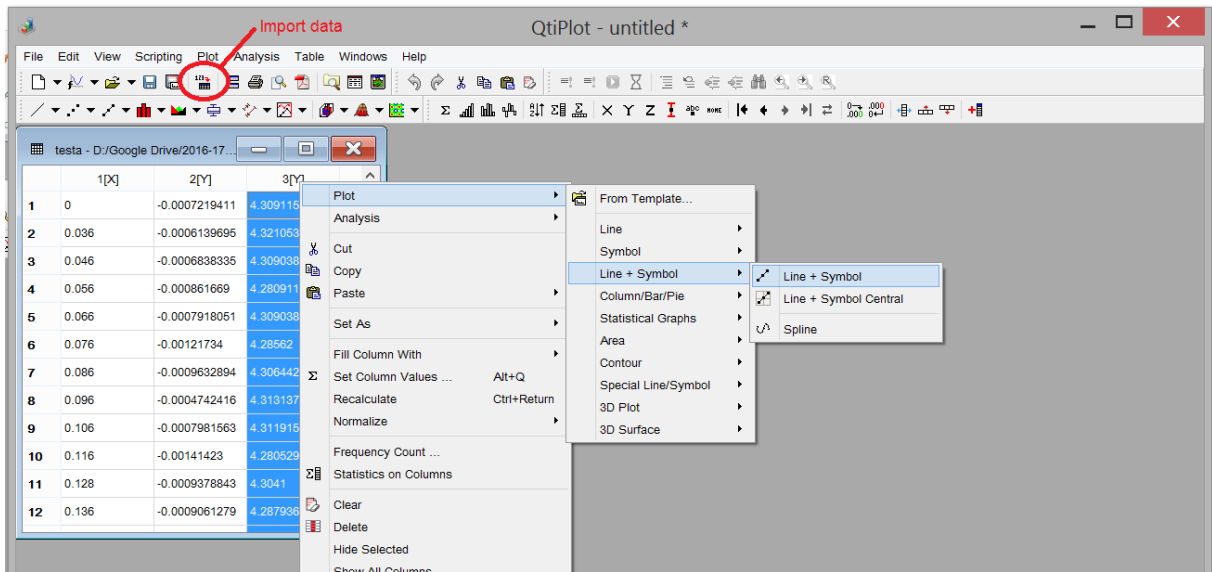 Import data
QtiPlot - untitled *
File Edit View Scripting Plot Analysis Table Windows Help
testa - D:/Google Drive/2016-17...
1[X] 2[Y] 3[Y]
1 0 -0.0007219411 4.309115
2 0.036 -0.0006139695 4.321053
3 0.046 -0.0006838335 4.309038
4 0.056 -0.000861669 4.280911
5 0.066 -0.0007918051 4.309038
6 0.076 -0.00121734 4.28562
7 0.086 -0.0009632894 4.306442
8 0.096 -0.0004742416 4.313137
9 0.106 -0.0007981563 4.311915
10 0.116 -0.00141423 4.280529
11 0.128 -0.0009378843 4.3041
12 0.136 -0.0009061279 4.287936
Plot
Analysis
Cut
Copy
Paste
Set As
Fill Column With
Set Column Values ... Alt+Q
Recalculate Ctrl+Return
Normalize
Frequency Count ...
Statistics on Columns
Clear
Delete
Hide Selected
Show All Columns
From Template...
Line
Symbol
Line + Symbol
Column/Bar/Pie
Statistical Graphs
Area
Contour
Special Line/Symbol
3D Plot
3D Surface
Line + Symbol
Line + Symbol Central
Spline